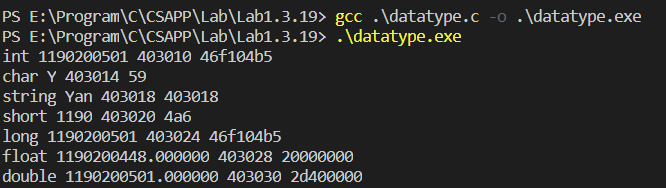 PS E:\Program\C\CSAPP\Lab\Lab1.3.19> gcc .\datatype.c -o .\datatype.exe
PS E:\Program\C\CSAPP\Lab\Lab1.3.19> .\datatype.exe
int 1190200501 403010 46f104b5
char Y 403014 59
string Yan 403018 403018
short 1190 403020 4a6
long 1190200501 403024 46f104b5
float 1190200448.000000 403028 20000000
double 1190200501.000000 403030 2d400000